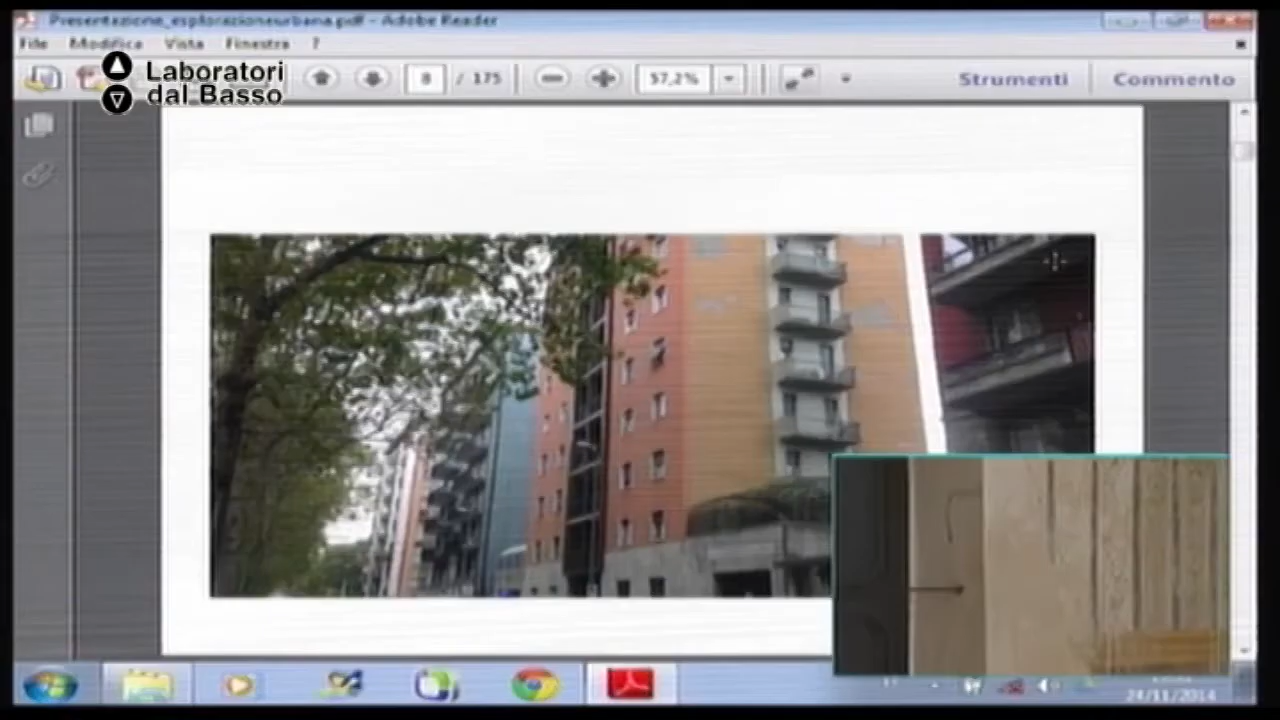 Presentazione_esplorazioneurbana.pdf - Adobe Reader
File Modifica Vista Finestra ?
Laboratori
dal Basso
8 / 175
57,2%
Strumenti
Commento
24/11/2014